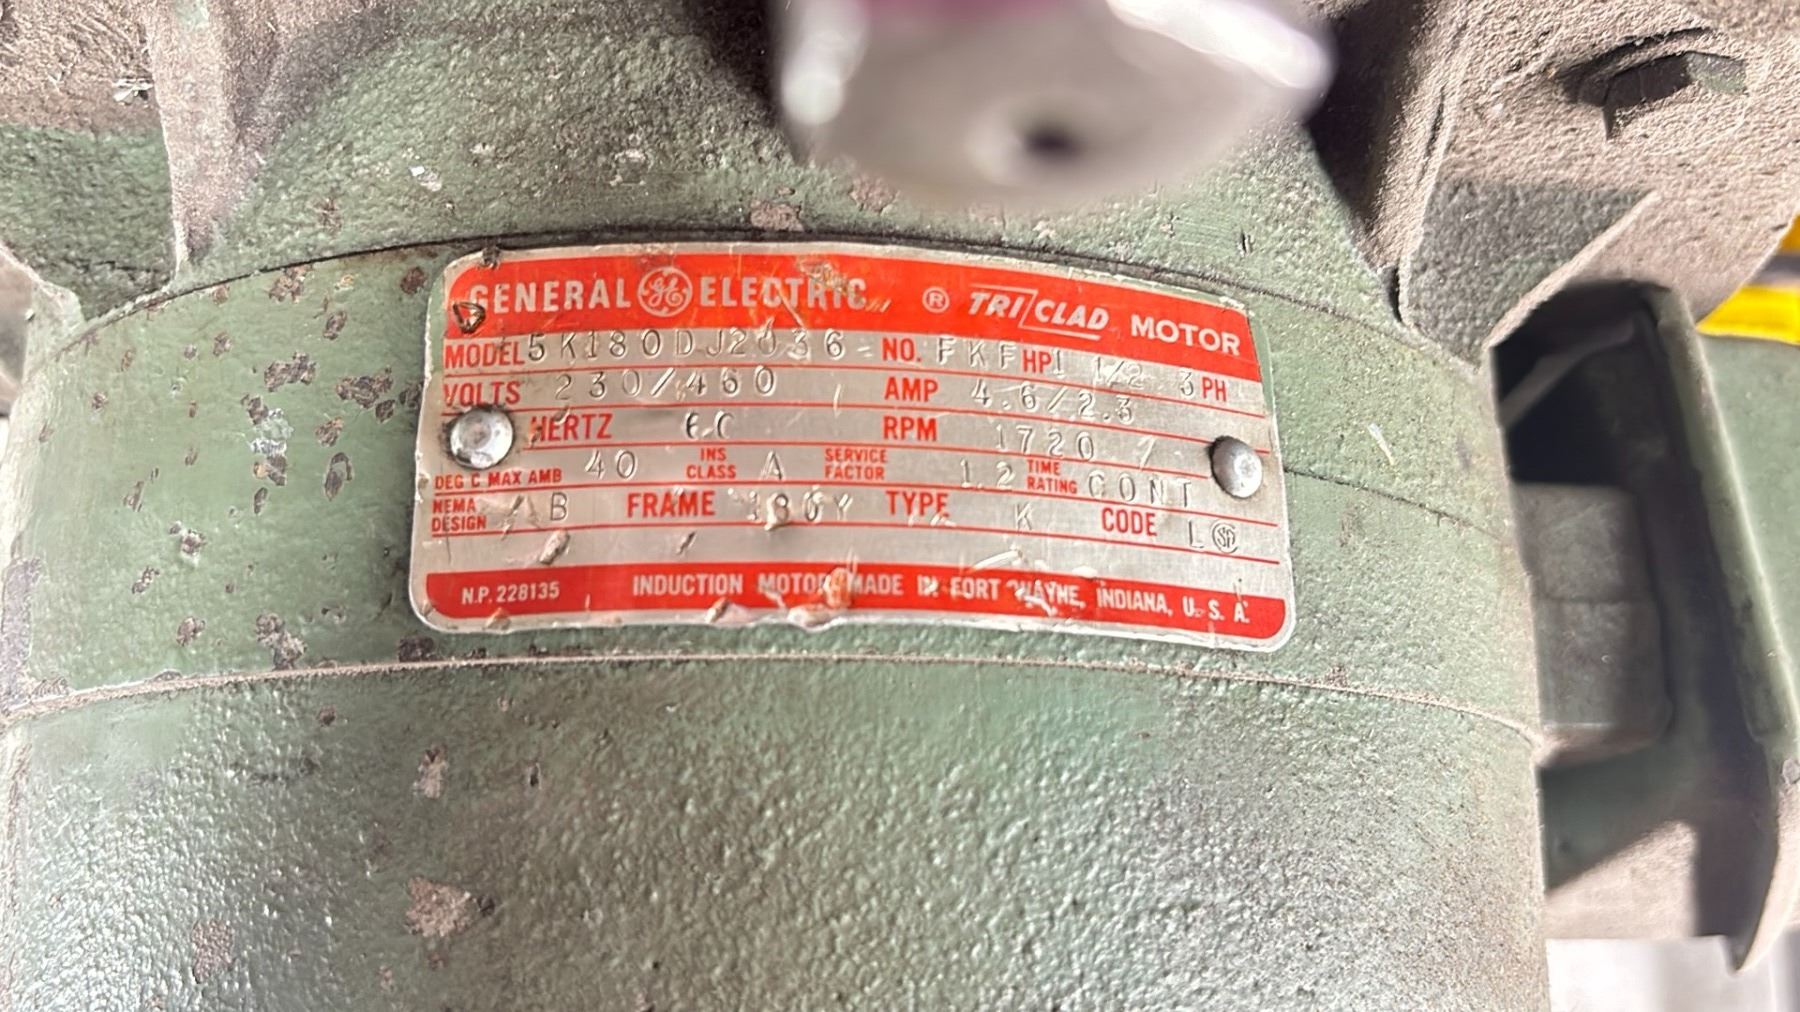 GENERAL GE ELECTRIC ® TRI/CLAD MOTOR
MODEL 5K180DJ2036 NO. FKF HP 1 1/2 3 PH
VOLTS 230/460 AMP 4.6/2.3
HERTZ 60 RPM 1720
DEG C MAX AMB 40 INS CLASS A SERVICE FACTOR 1.2 TIME RATING CONT
NEMA DESIGN B FRAME 180Y TYPE K CODE L
N.P. 228135 INDUCTION MOTOR MADE IN FORT WAYNE, INDIANA, U.S.A.